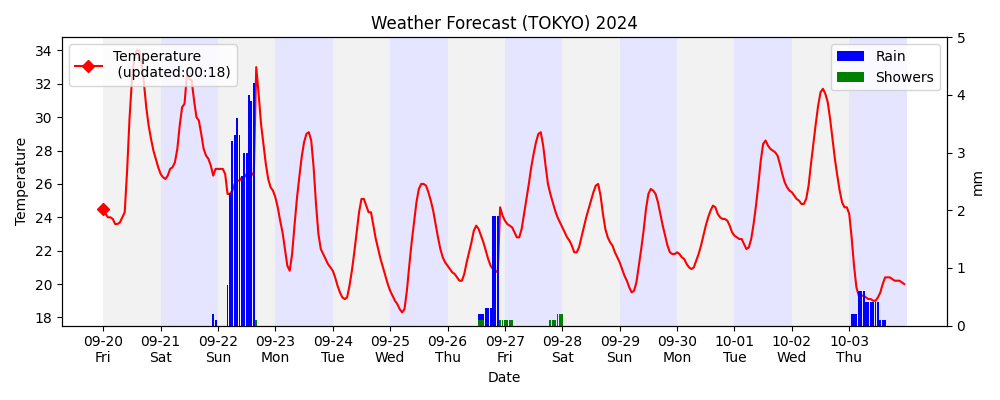 Weather Forecast (TOKYO) 2024
Temperature
(updated:00:18)
Rain
Showers
34
32
30
28
26
24
22
20
18
Temperature
5
4
3
2
1
0
mm
09-20 09-21 09-22 09-23 09-24 09-25 09-26 09-27 09-28 09-29 09-30 10-01 10-02 10-03
Fri Sat Sun Mon Tue Wed Thu Fri Sat Sun Mon Tue Wed Thu
Date